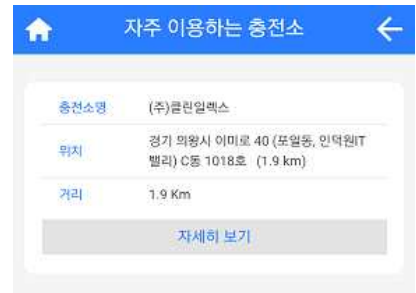 자주 이용하는 충전소
충전소명 (주)클린일렉스
위치 경기 의왕시 이미로 40 (포일동, 인덕원IT
밸리) C동 1018호 (1.9 km)
거리 1.9 Km
자세히 보기